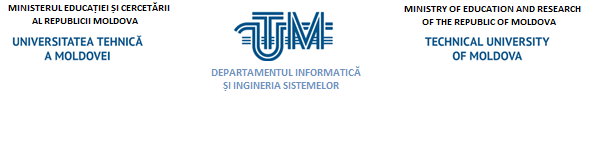 MINISTERUL EDUCAȚIEI ȘI CERCETĂRII
AL REPUBLICII MOLDOVA
UNIVERSITATEA TEHNICĂ
A MOLDOVEI
UTM
DEPARTAMENTUL INFORMATICĂ
ȘI INGINERIA SISTEMELOR
MINISTRY OF EDUCATION AND RESEARCH
OF THE REPUBLIC OF MOLDOVA
TECHNICAL UNIVERSITY
OF MOLDOVA